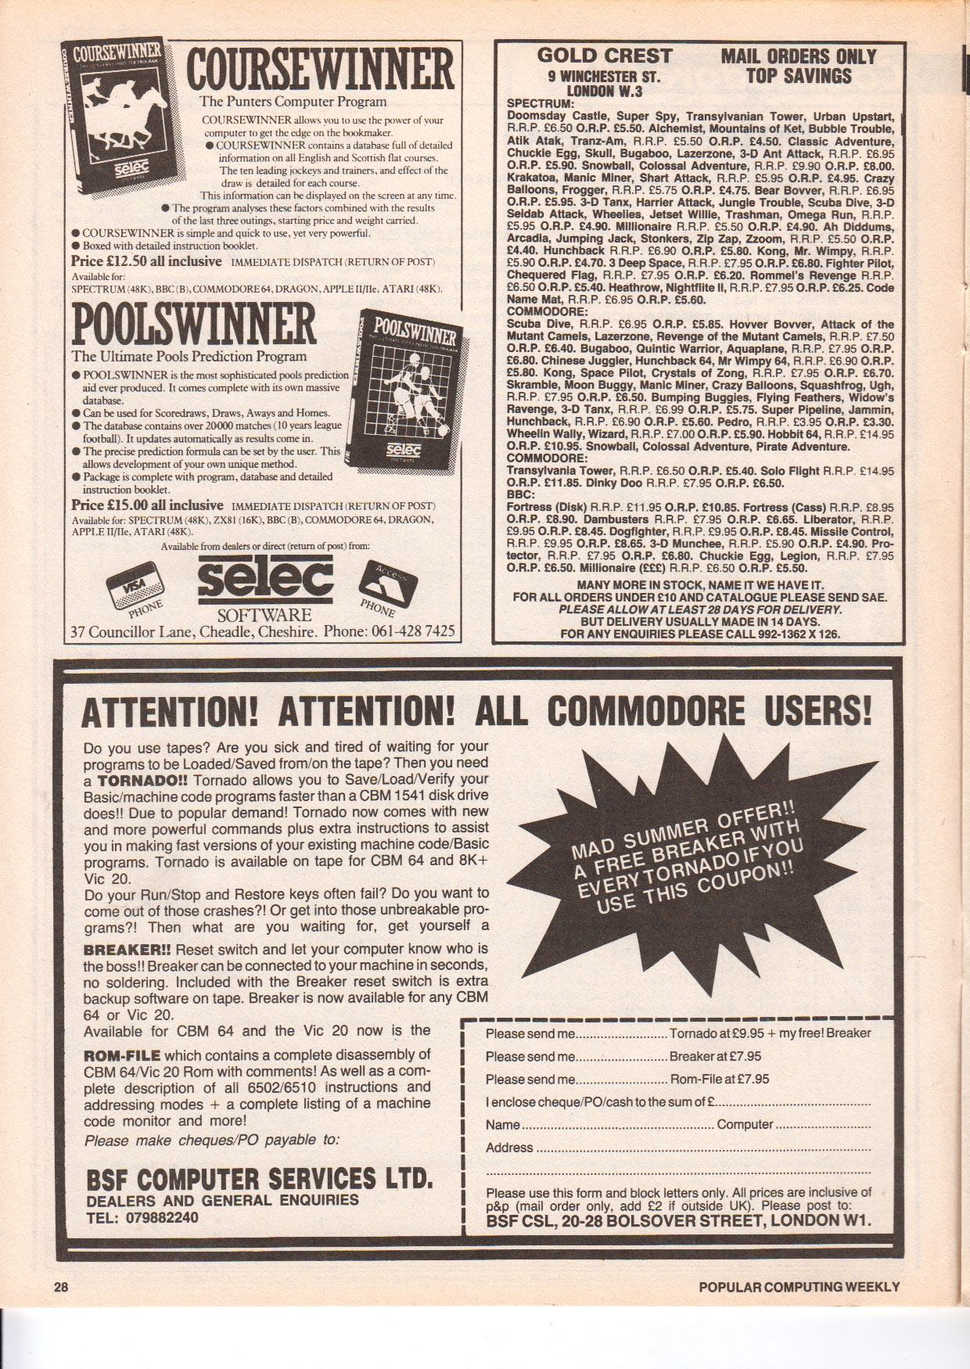 COURSEWINNER
COURSEWINNER
selec
COURSEWINNER
The Punters Computer Program
COURSEWINNER allows you to use the power of your
computer to get the edge on the bookmaker.
● COURSEWINNER contains a database full of detailed
information on all English and Scottish flat courses.
The ten leading jockeys and trainers, and effect of the
draw is detailed for each course.
This information can be displayed on the screen at any time.
● The program analyses these factors combined with the results
of the last three outings, starting price and weight carried.
● COURSEWINNER is simple and quick to use, yet very powerful.
● Boxed with detailed instruction booklet.
Price £12.50 all inclusive IMMEDIATE DISPATCH (RETURN OF POST)
Available for:
SPECTRUM (48K), BBC (B), COMMODORE 64, DRAGON, APPLE II/IIe, ATARI (48K).
POOLSWINNER
The Ultimate Pools Prediction Program
● POOLSWINNER is the most sophisticated pools prediction
aid ever produced. It comes complete with its own massive
database.
● Can be used for Scoredraws, Draws, Aways and Homes.
● The database contains over 20000 matches (10 years league
football). It updates automatically as results come in.
● The precise prediction formula can be set by the user. This
allows development of your own unique method.
● Package is complete with program, database and detailed
instruction booklet.
POOLSWINNER
selec
Price £15.00 all inclusive IMMEDIATE DISPATCH (RETURN OF POST)
Available for: SPECTRUM (48K), ZX81 (16K), BBC (B), COMMODORE 64, DRAGON,
APPLE II/IIe, ATARI (48K).
Available from dealers or direct (return of post) from:
VISA
PHONE
selec
SOFTWARE
Access
PHONE
37 Councillor Lane, Cheadle, Cheshire. Phone: 061-428 7425
GOLD CREST MAIL ORDERS ONLY
9 WINCHESTER ST. TOP SAVINGS
LONDON W.3
SPECTRUM:
Doomsday Castle, Super Spy, Transylvanian Tower, Urban Upstart,
R.R.P. £6.50 O.R.P. £5.50. Alchemist, Mountains of Ket, Bubble Trouble,
Atik Atak, Tranz-Am, R.R.P. £5.50 O.R.P. £4.50. Classic Adventure,
Chuckie Egg, Skull, Bugaboo, Lazerzone, 3-D Ant Attack, R.R.P. £6.95
O.R.P. £5.90. Snowball, Colossal Adventure, R.R.P. £9.90 O.R.P. £8.00.
Krakatoa, Manic Miner, Shart Attack, R.R.P. £5.95 O.R.P. £4.95. Crazy
Balloons, Frogger, R.R.P. £5.75 O.R.P. £4.75. Bear Bovver, R.R.P. £6.95
O.R.P. £5.95. 3-D Tanx, Harrier Attack, Jungle Trouble, Scuba Dive, 3-D
Seidab Attack, Wheelies, Jetset Willie, Trashman, Omega Run, R.R.P.
£5.95 O.R.P. £4.90. Millionaire R.R.P. £5.50 O.R.P. £4.90. Ah Diddums,
Arcadia, Jumping Jack, Stonkers, Zip Zap, Zzoom, R.R.P. £5.50 O.R.P.
£4.40. Hunchback R.R.P. £6.90 O.R.P. £5.80. Kong, Mr. Wimpy, R.R.P.
£5.90 O.R.P. £4.70. 3 Deep Space, R.R.P. £7.95 O.R.P. £6.80. Fighter Pilot,
Chequered Flag, R.R.P. £7.95 O.R.P. £6.20. Rommel's Revenge R.R.P.
£6.50 O.R.P. £5.40. Heathrow, Nightflite II, R.R.P. £7.95 O.R.P. £6.25. Code
Name Mat, R.R.P. £6.95 O.R.P. £5.60.
COMMODORE:
Scuba Dive, R.R.P. £6.95 O.R.P. £5.85. Hovver Bovver, Attack of the
Mutant Camels, Lazerzone, Revenge of the Mutant Camels, R.R.P. £7.50
O.R.P. £6.40. Bugaboo, Quintic Warrior, Aquaplane, R.R.P. £7.95 O.R.P.
£6.80. Chinese Juggler, Hunchback 64, Mr Wimpy 64, R.R.P. £6.90 O.R.P.
£5.80. Kong, Space Pilot, Crystals of Zong, R.R.P. £7.95 O.R.P. £6.70.
Skramble, Moon Buggy, Manic Miner, Crazy Balloons, Squashfrog, Ugh,
R.R.P. £7.95 O.R.P. £6.50. Bumping Buggies, Flying Feathers, Widow's
Ravenge, 3-D Tanx, R.R.P. £6.99 O.R.P. £5.75. Super Pipeline, Jammin,
Hunchback, R.R.P. £6.90 O.R.P. £5.60. Pedro, R.R.P. £3.95 O.R.P. £3.30.
Wheelin Wally, Wizard, R.R.P. £7.00 O.R.P. £5.90. Hobbit 64, R.R.P. £14.95
O.R.P. £10.95. Snowball, Colossal Adventure, Pirate Adventure.
COMMODORE:
Transylvania Tower, R.R.P. £6.50 O.R.P. £5.40. Solo Flight R.R.P. £14.95
O.R.P. £11.85. Dinky Doo R.R.P. £7.95 O.R.P. £6.50.
BBC:
Fortress (Disk) R.R.P. £11.95 O.R.P. £10.85. Fortress (Cass) R.R.P. £8.95
O.R.P. £8.90. Dambusters R.R.P. £7.95 O.R.P. £6.65. Liberator, R.R.P.
£9.95 O.R.P. £8.45. Dogfighter, R.R.P. £9.95 O.R.P. £8.45. Missile Control,
R.R.P. £9.95 O.R.P. £8.65. 3-D Munchee, R.R.P. £5.90 O.R.P. £4.90. Pro-
tector, R.R.P. £7.95 O.R.P. £6.80. Chuckie Egg, Legion, R.R.P. £7.95
O.R.P. £6.50. Millionaire (£££) R.R.P. £6.50 O.R.P. £5.50.
MANY MORE IN STOCK, NAME IT WE HAVE IT.
FOR ALL ORDERS UNDER £10 AND CATALOGUE PLEASE SEND SAE.
PLEASE ALLOW AT LEAST 28 DAYS FOR DELIVERY.
BUT DELIVERY USUALLY MADE IN 14 DAYS.
FOR ANY ENQUIRIES PLEASE CALL 992-1362 X 126.
ATTENTION! ATTENTION! ALL COMMODORE USERS!
Do you use tapes? Are you sick and tired of waiting for your
programs to be Loaded/Saved from/on the tape? Then you need
a TORNADO!! Tornado allows you to Save/Load/Verify your
Basic/machine code programs faster than a CBM 1541 disk drive
does!! Due to popular demand! Tornado now comes with new
and more powerful commands plus extra instructions to assist
you in making fast versions of your existing machine code/Basic
programs. Tornado is available on tape for CBM 64 and 8K+
Vic 20.
Do your Run/Stop and Restore keys often fail? Do you want to
come out of those crashes?! Or get into those unbreakable pro-
grams?! Then what are you waiting for, get yourself a
BREAKER!! Reset switch and let your computer know who is
the boss!! Breaker can be connected to your machine in seconds,
no soldering. Included with the Breaker reset switch is extra
backup software on tape. Breaker is now available for any CBM
64 or Vic 20.
Available for CBM 64 and the Vic 20 now is the
ROM-FILE which contains a complete disassembly of
CBM 64/Vic 20 Rom with comments! As well as a com-
plete description of all 6502/6510 instructions and
addressing modes + a complete listing of a machine
code monitor and more!
Please make cheques/PO payable to:
BSF COMPUTER SERVICES LTD.
DEALERS AND GENERAL ENQUIRIES
TEL: 079882240
MAD SUMMER OFFER!!
A FREE BREAKER WITH
EVERY TORNADO IF YOU
USE THIS COUPON!!
Please send me..........................Tornado at £9.95 + my free! Breaker
Please send me..........................Breaker at £7.95
Please send me.......................... Rom-File at £7.95
I enclose cheque/PO/cash to the sum of £............................................
Name...................................................... Computer...........................
Address ...............................................................................................
..............................................................................................................
Please use this form and block letters only. All prices are inclusive of
p&p (mail order only, add £2 if outside UK). Please post to:
BSF CSL, 20-28 BOLSOVER STREET, LONDON W1.
28
POPULAR COMPUTING WEEKLY